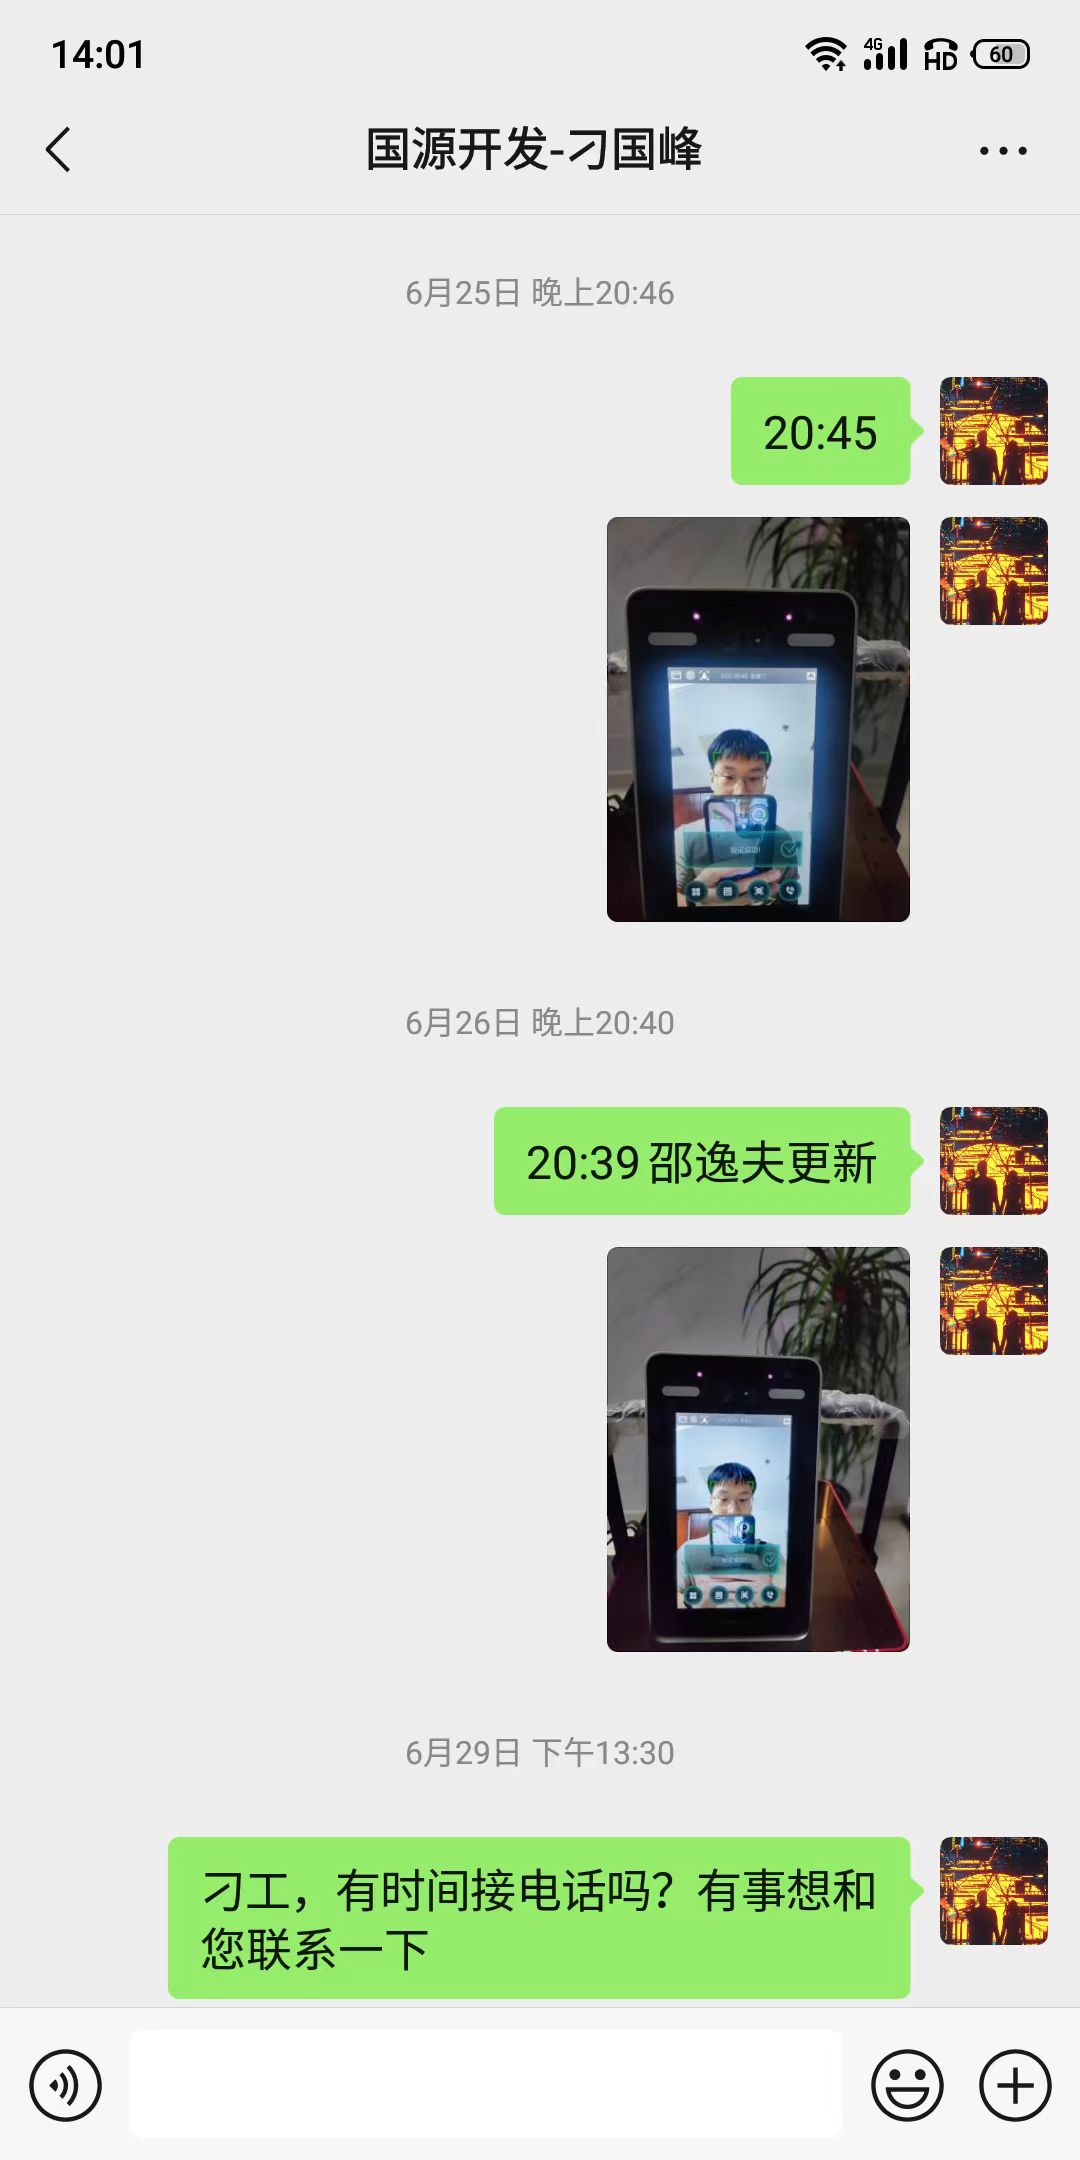 14:01
4G
HD
60
国源开发-刁国峰
6月25日 晚上20:46
20:45
6月26日 晚上20:40
20:39邵逸夫更新
6月29日 下午13:30
刁工，有时间接电话吗？有事想和
您联系一下